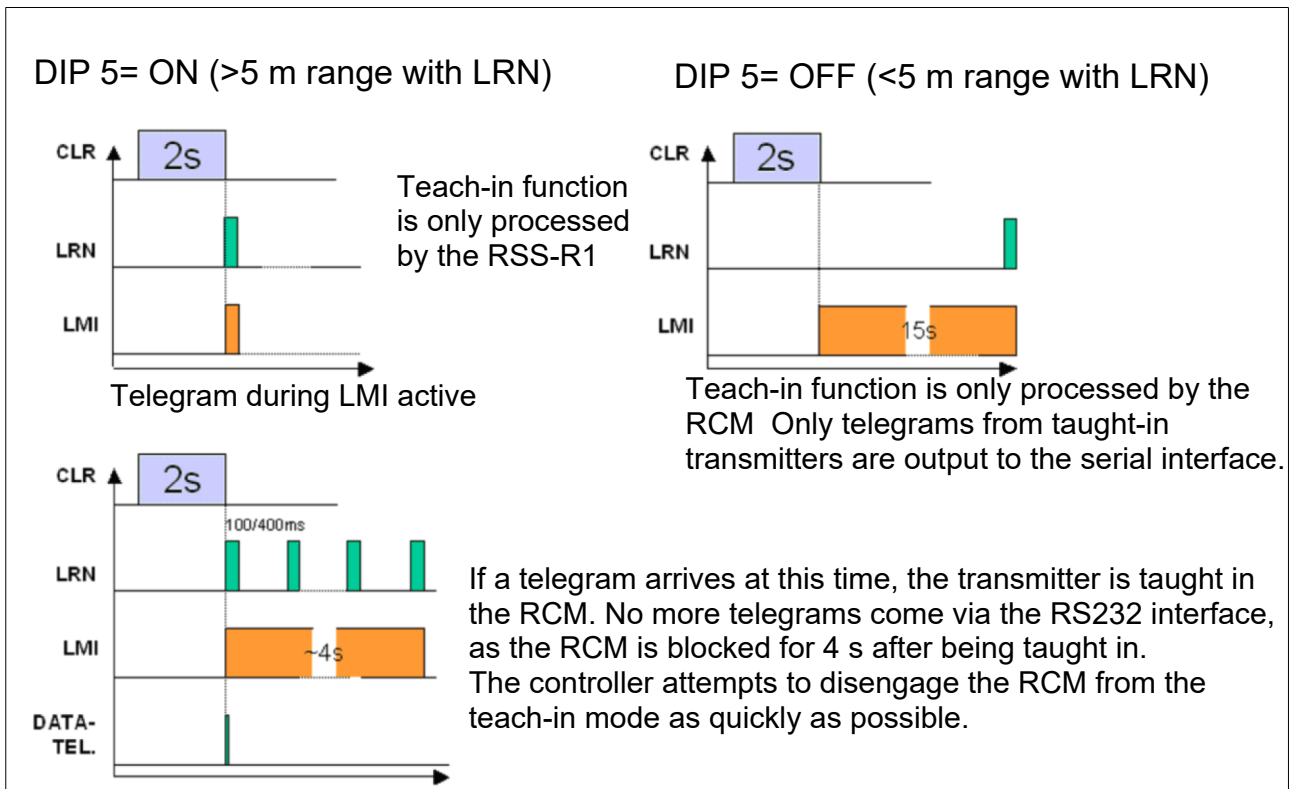 DIP 5= ON (>5 m range with LRN)
CLR
2s
LRN
LMI
Teach-in function
is only processed
by the RSS-R1
Telegram during LMI active
DIP 5= OFF (<5 m range with LRN)
CLR
2s
LRN
LMI
15s
Teach-in function is only processed by the
RCM  Only telegrams from taught-in
transmitters are output to the serial interface.
CLR
2s
100/400ms
LRN
LMI
~4s
DATA-
TEL.
If a telegram arrives at this time, the transmitter is taught in
the RCM. No more telegrams come via the RS232 interface,
as the RCM is blocked for 4 s after being taught in.
The controller attempts to disengage the RCM from the
teach-in mode as quickly as possible.